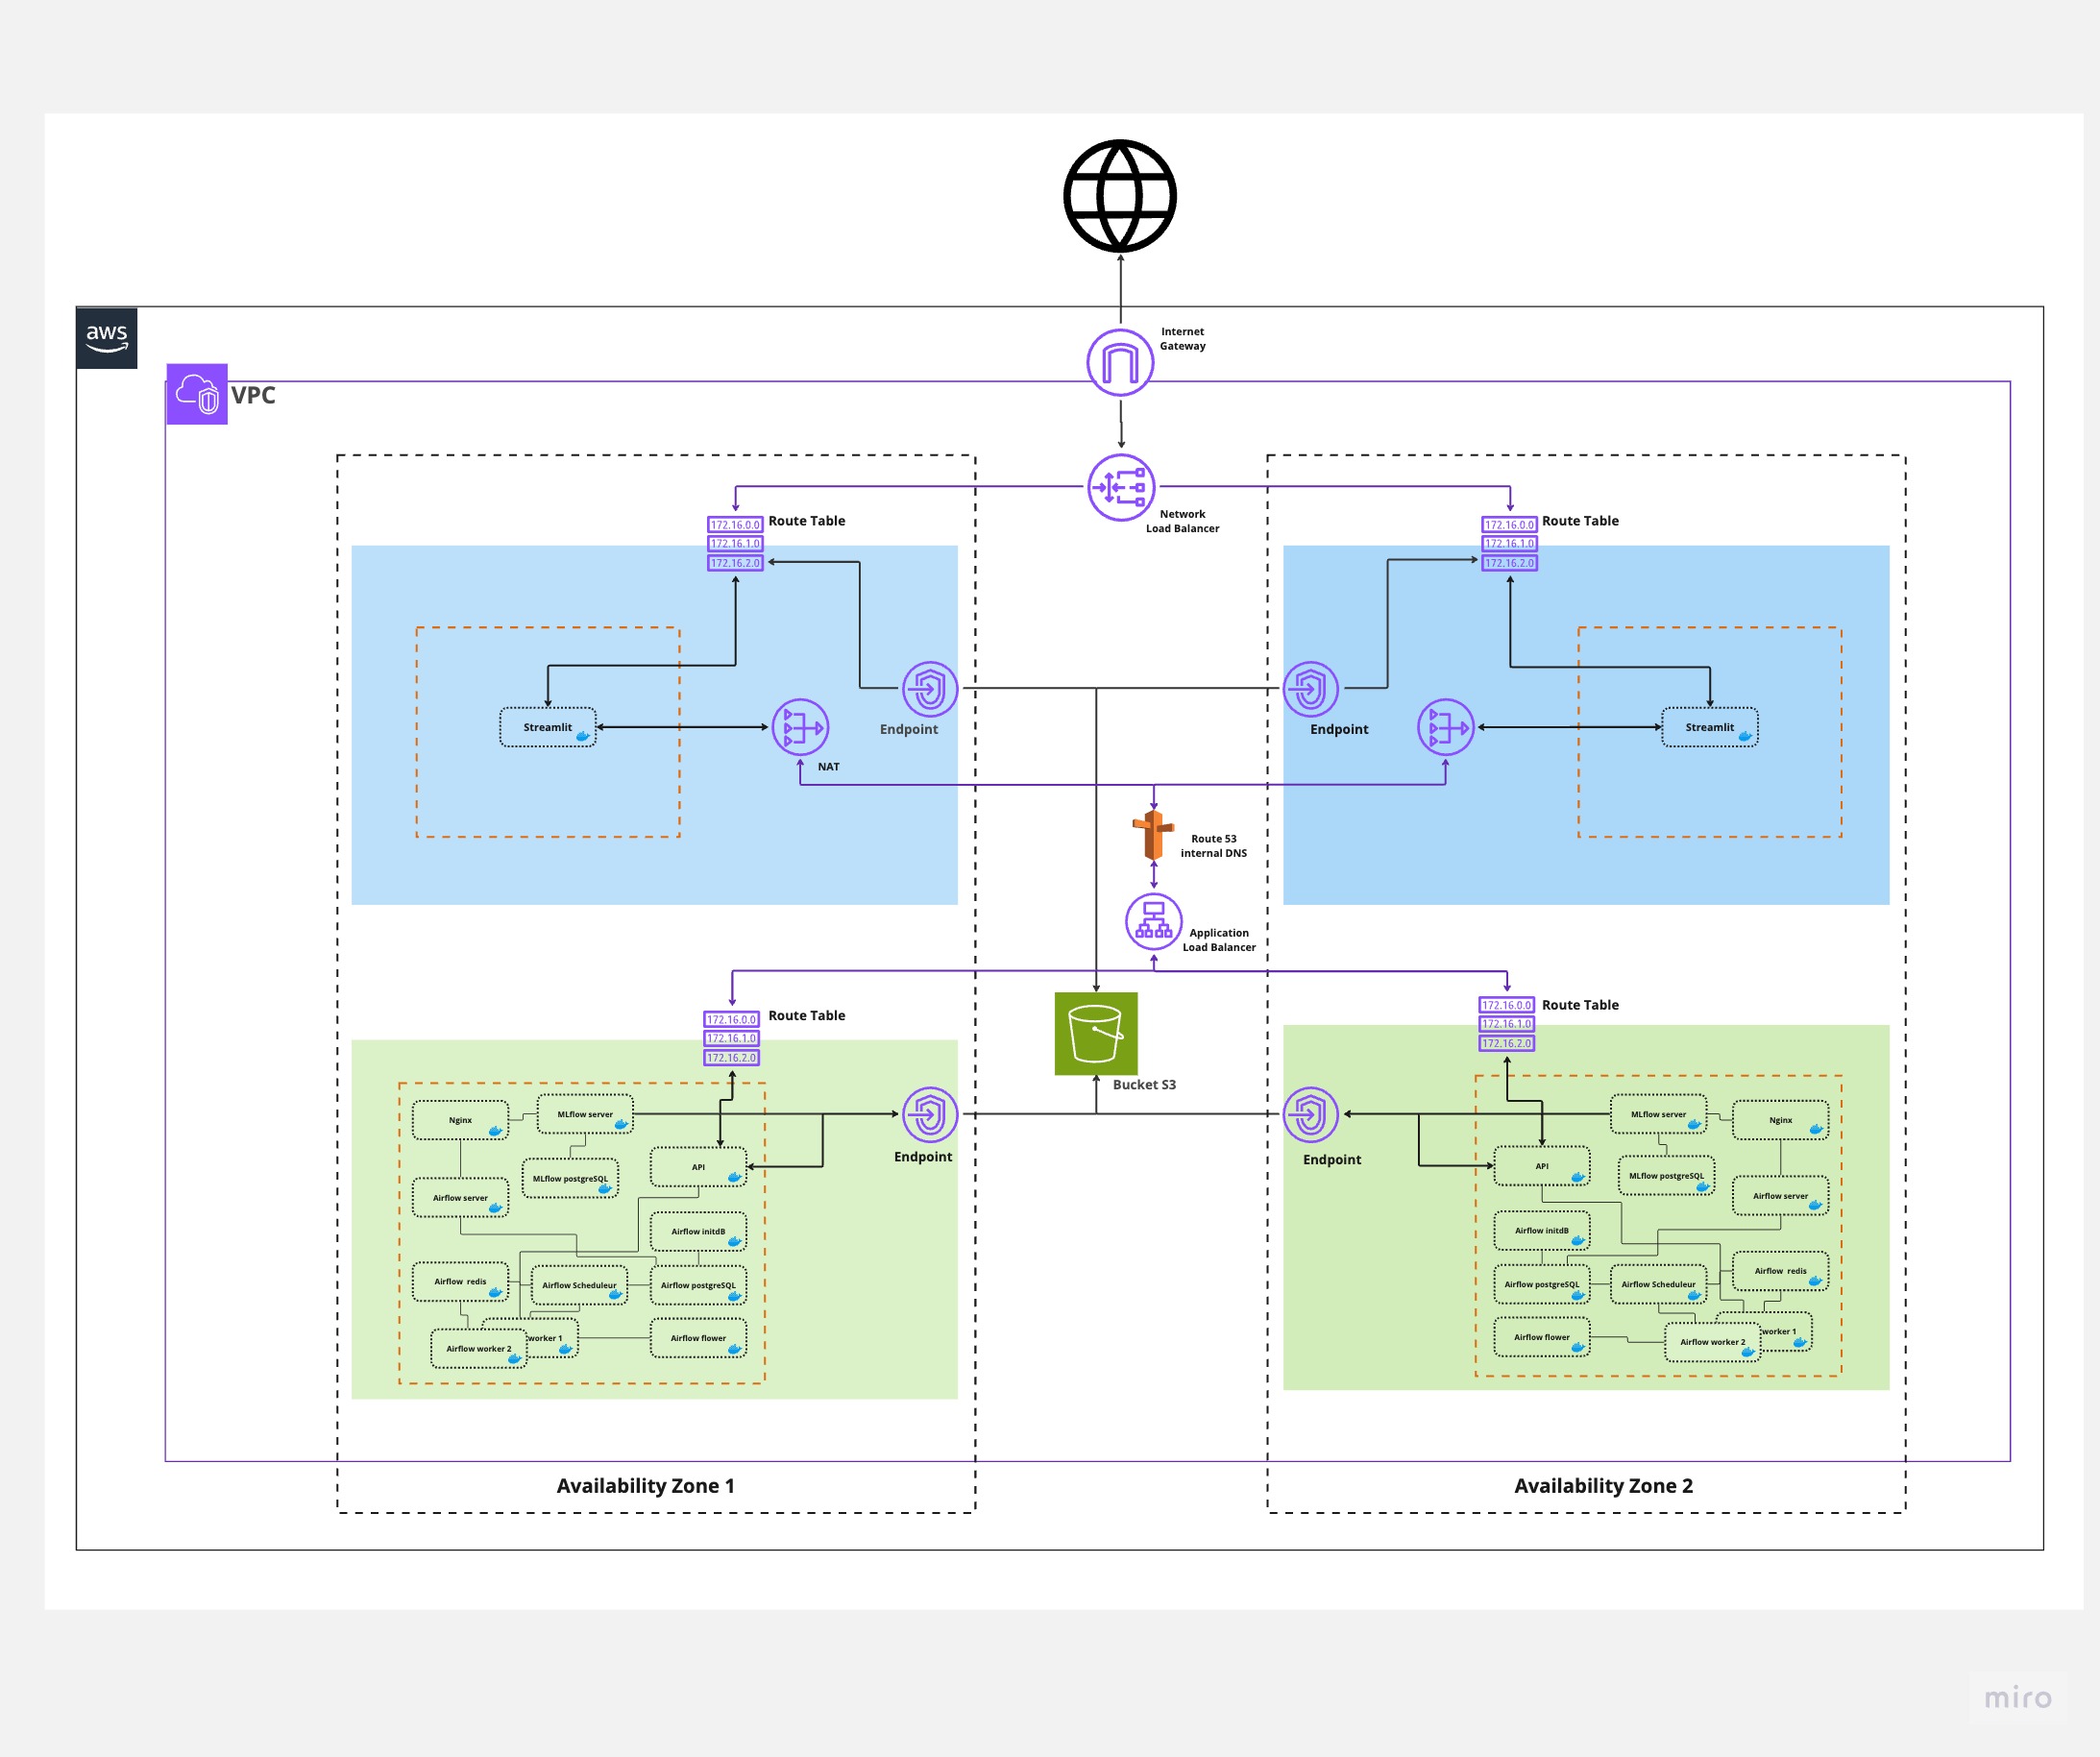 aws
Internet
Gateway
VPC
Network
Load Balancer
Route Table
172.16.0.0
172.16.1.0
172.16.2.0
Route Table
172.16.0.0
172.16.1.0
172.16.2.0
Streamlit
NAT
Endpoint
Endpoint
Streamlit
Route 53
internal DNS
Application
Load Balancer
Route Table
172.16.0.0
172.16.1.0
172.16.2.0
Route Table
172.16.0.0
172.16.1.0
172.16.2.0
Bucket S3
Nginx
MLflow server
API
MLflow postgreSQL
Airflow server
Airflow initdB
Airflow redis
Airflow Scheduleur
Airflow postgreSQL
worker 1
Airflow worker 2
Airflow flower
Endpoint
Endpoint
MLflow server
Nginx
API
MLflow postgreSQL
Airflow server
Airflow initdB
Airflow postgreSQL
Airflow Scheduleur
Airflow redis
Airflow flower
Airflow worker 2
worker 1
Availability Zone 1
Availability Zone 2
miro